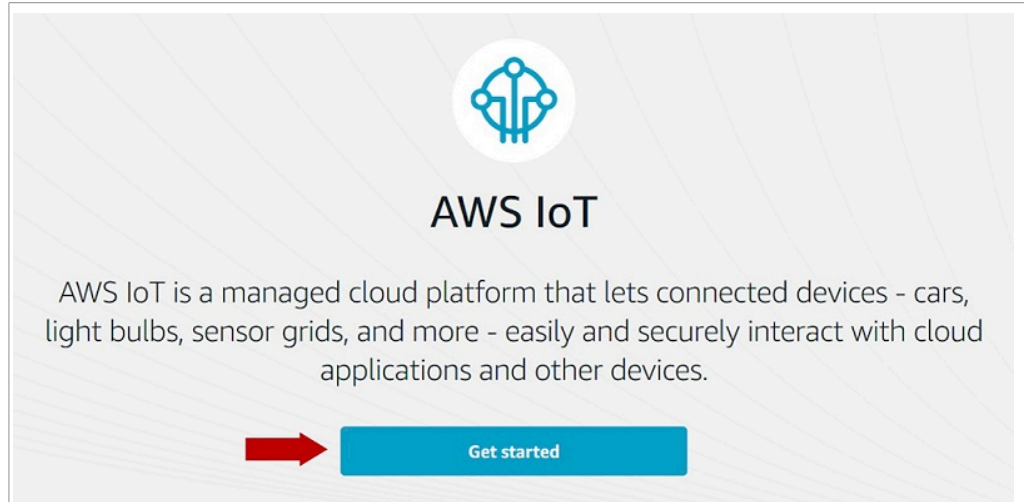 AWS IoT
AWS IoT is a managed cloud platform that lets connected devices - cars,
light bulbs, sensor grids, and more - easily and securely interact with cloud
applications and other devices.
Get started